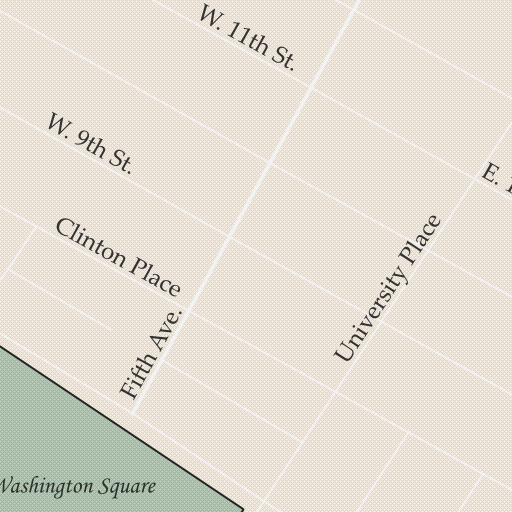 W. 11th St.
W. 9th St.
E.
Clinton Place
University Place
Fifth Ave.
Washington Square